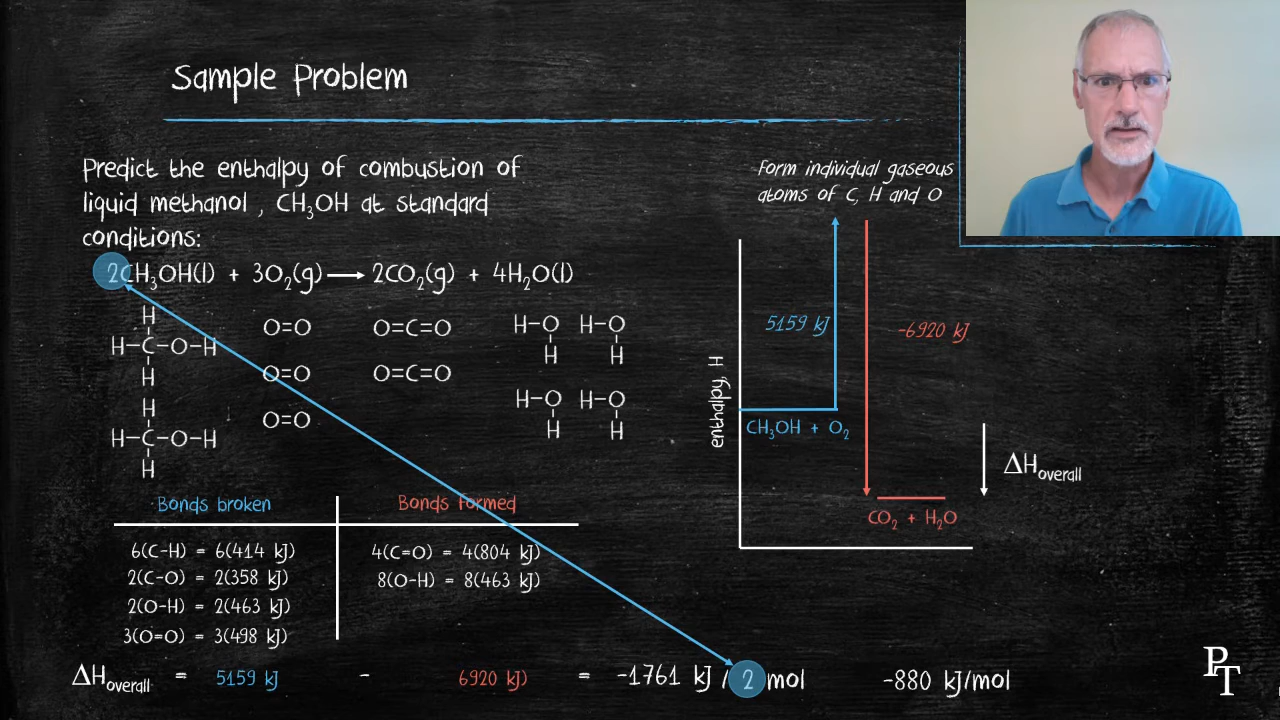 Sample Problem
Predict the enthalpy of combustion of
liquid methanol , CH₃OH at standard
conditions:
2CH₃OH(l) + 3O₂(g) ⟶ 2CO₂(g) + 4H₂O(l)
H
H–C–O–H
H
H
H–C–O–H
H
O=O
O=O
O=O
O=C=O
O=C=O
H–O H–O
H H
H–O H–O
H H
Bonds broken
6(C-H) = 6(414 kJ)
2(C-O) = 2(358 kJ)
2(O-H) = 2(463 kJ)
3(O=O) = 3(498 kJ)
Bonds formed
4(C=O) = 4(804 kJ)
8(O-H) = 8(463 kJ)
ΔHoverall = 5159 kJ - 6920 kJ) = -1761 kJ / 2 mol -880 kJ/mol
Form individual gaseous
atoms of C, H and O
enthalpy, H
5159 kJ
-6920 kJ
CH₃OH + O₂
ΔHoverall
CO₂ + H₂O
PT